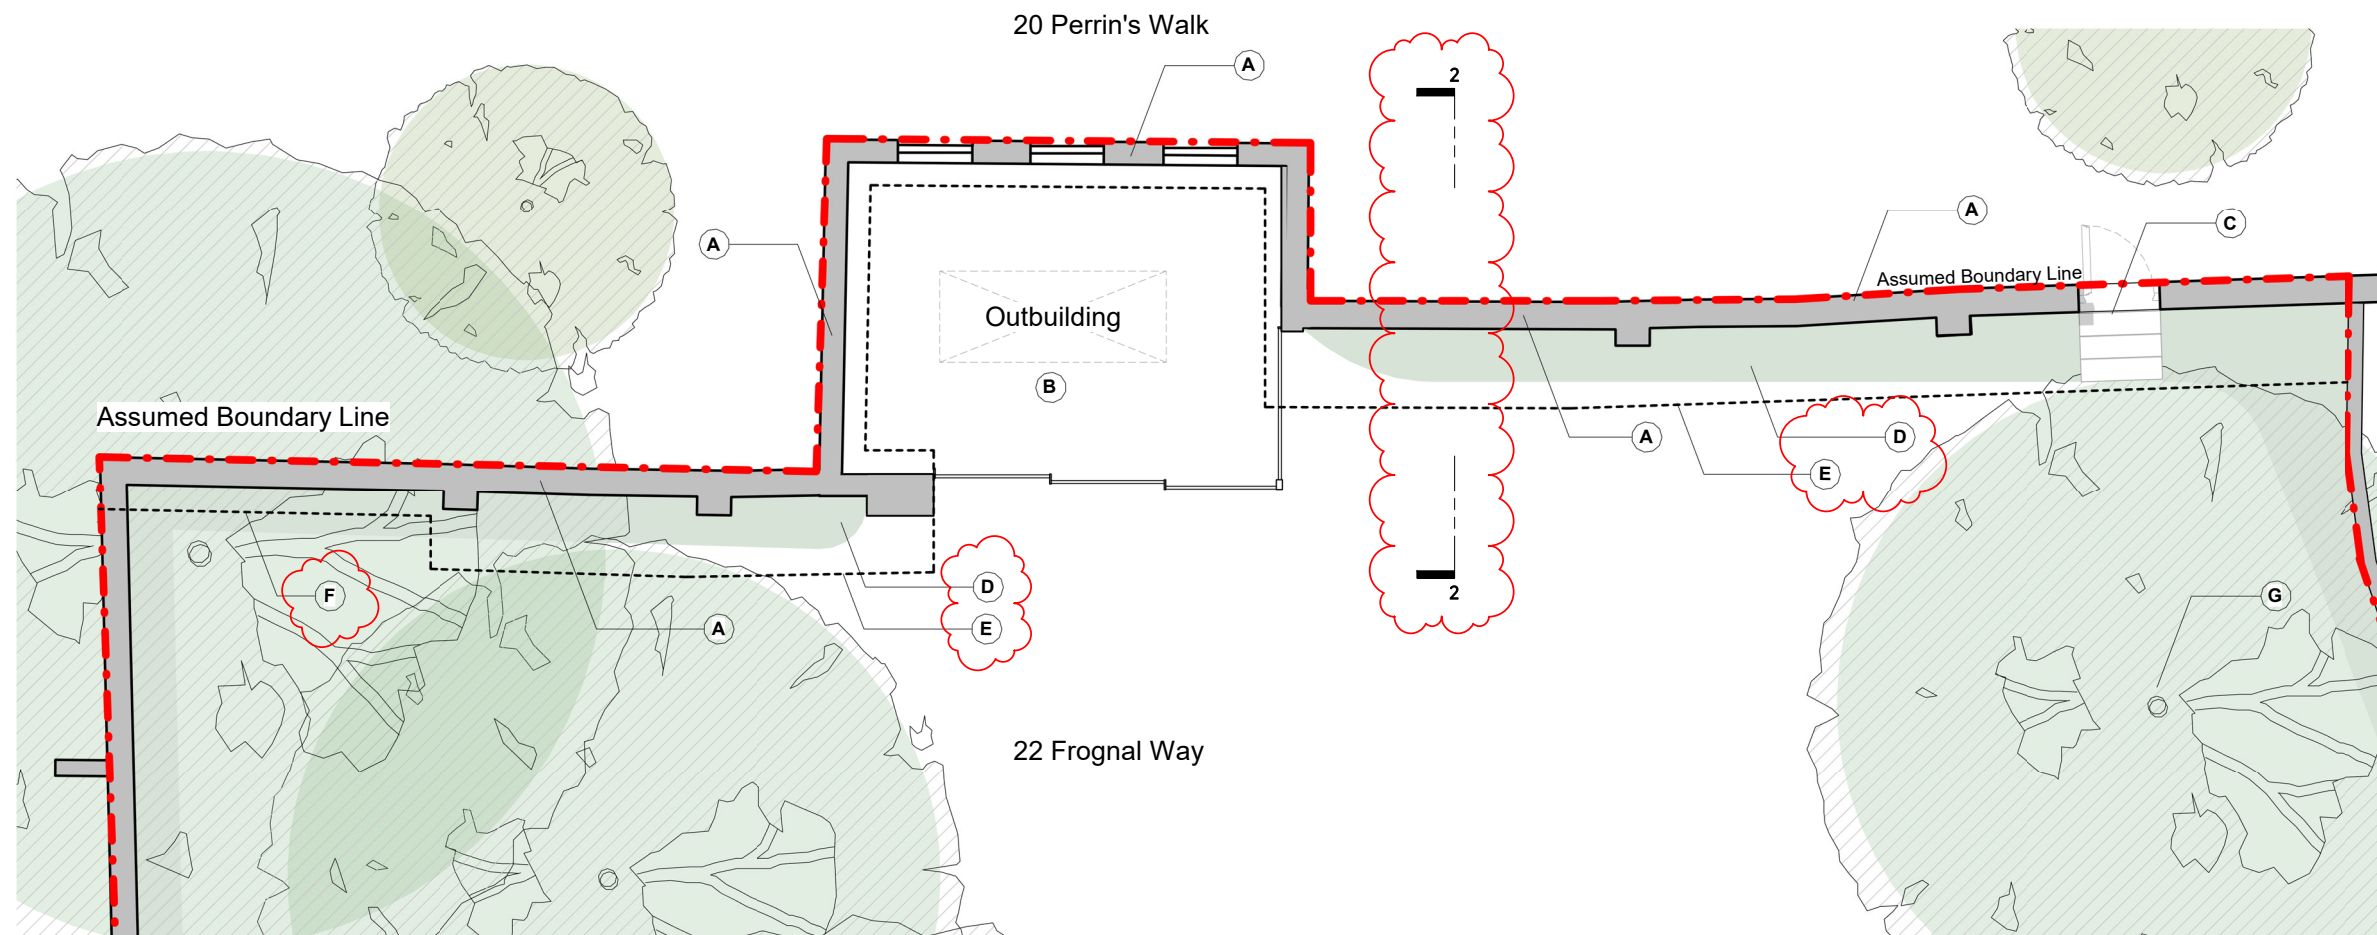 20 Perrin's Walk
A
2
A
C
A
Assumed Boundary Line
Outbuilding
B
Assumed Boundary Line
D
A
E
D
F
2
G
E
A
22 Frognal Way